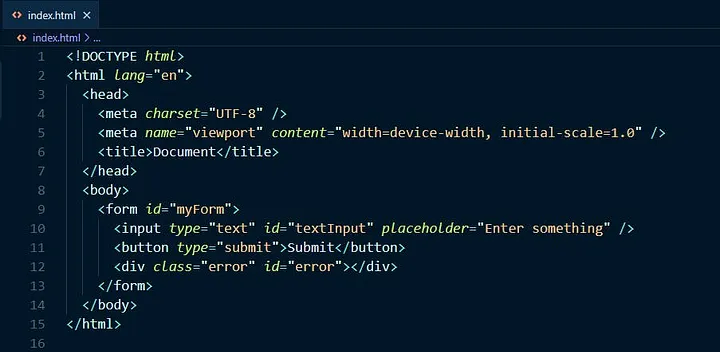 index.html ×
index.html > ...
1 <!DOCTYPE html>
2 <html lang="en">
3 <head>
4 <meta charset="UTF-8" />
5 <meta name="viewport" content="width=device-width, initial-scale=1.0" />
6 <title>Document</title>
7 </head>
8 <body>
9 <form id="myForm">
10 <input type="text" id="textInput" placeholder="Enter something" />
11 <button type="submit">Submit</button>
12 <div class="error" id="error"></div>
13 </form>
14 </body>
15 </html>
16